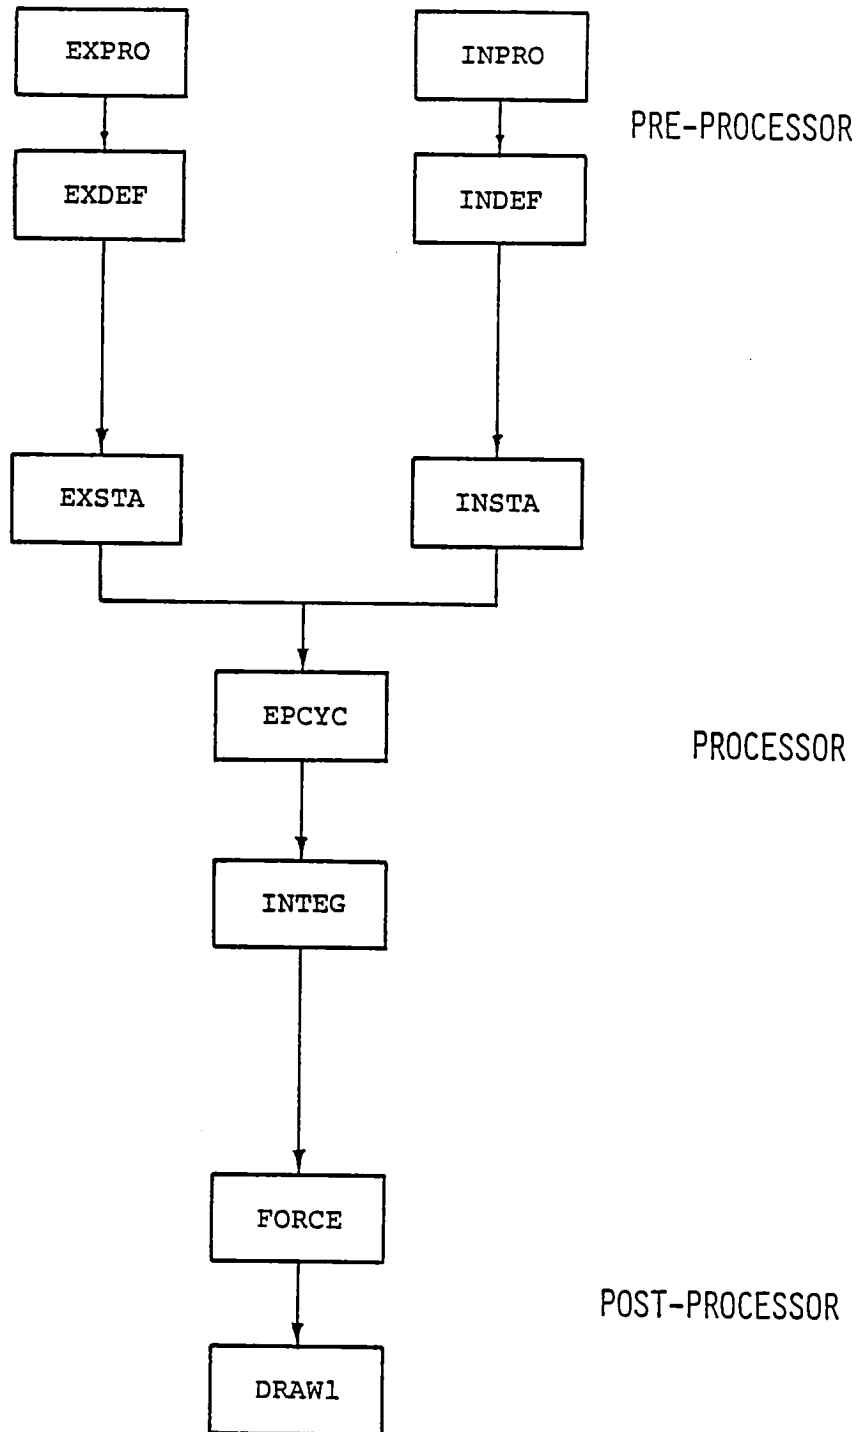 EXPRO
INPRO
PRE-PROCESSOR
EXDEF
INDEF
EXSTA
INSTA
EPCYC
PROCESSOR
INTEG
FORCE
POST-PROCESSOR
DRAW1